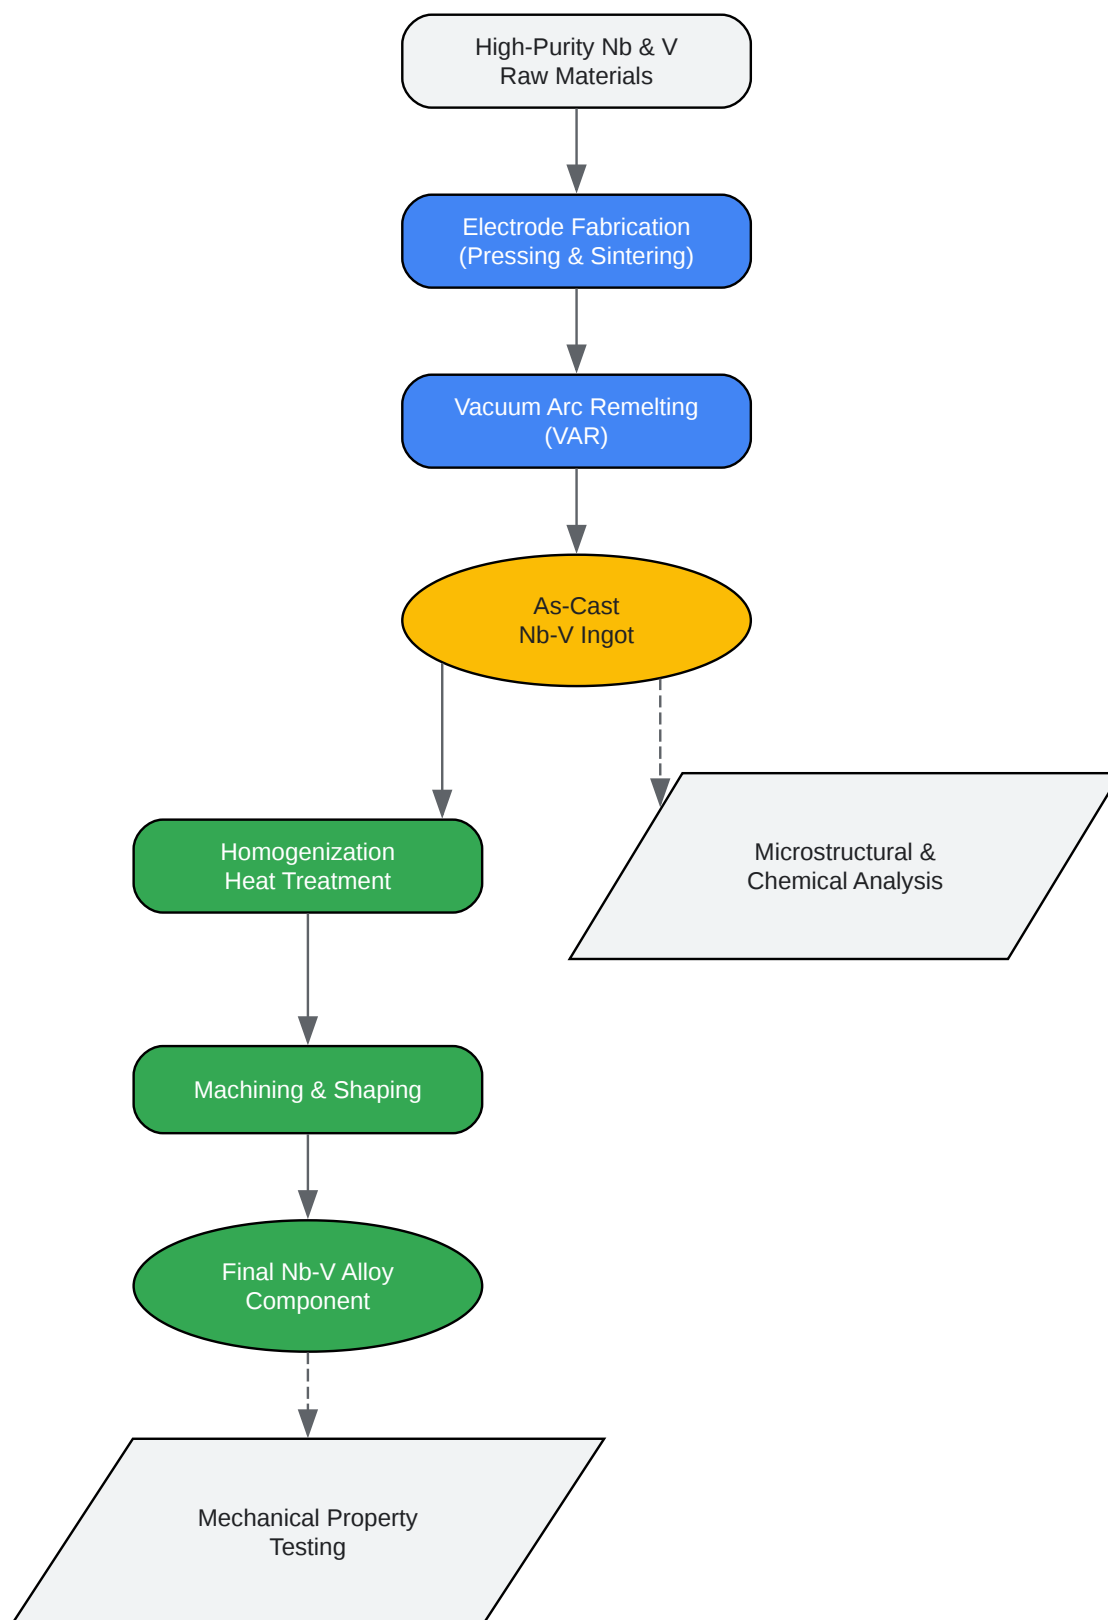 High-Purity Nb & V
Raw Materials
Electrode Fabrication
(Pressing & Sintering)
Vacuum Arc Remelting
(VAR)
As-Cast
Nb-V Ingot
Homogenization
Heat Treatment
Microstructural &
Chemical Analysis
Machining & Shaping
Final Nb-V Alloy
Component
Mechanical Property
Testing